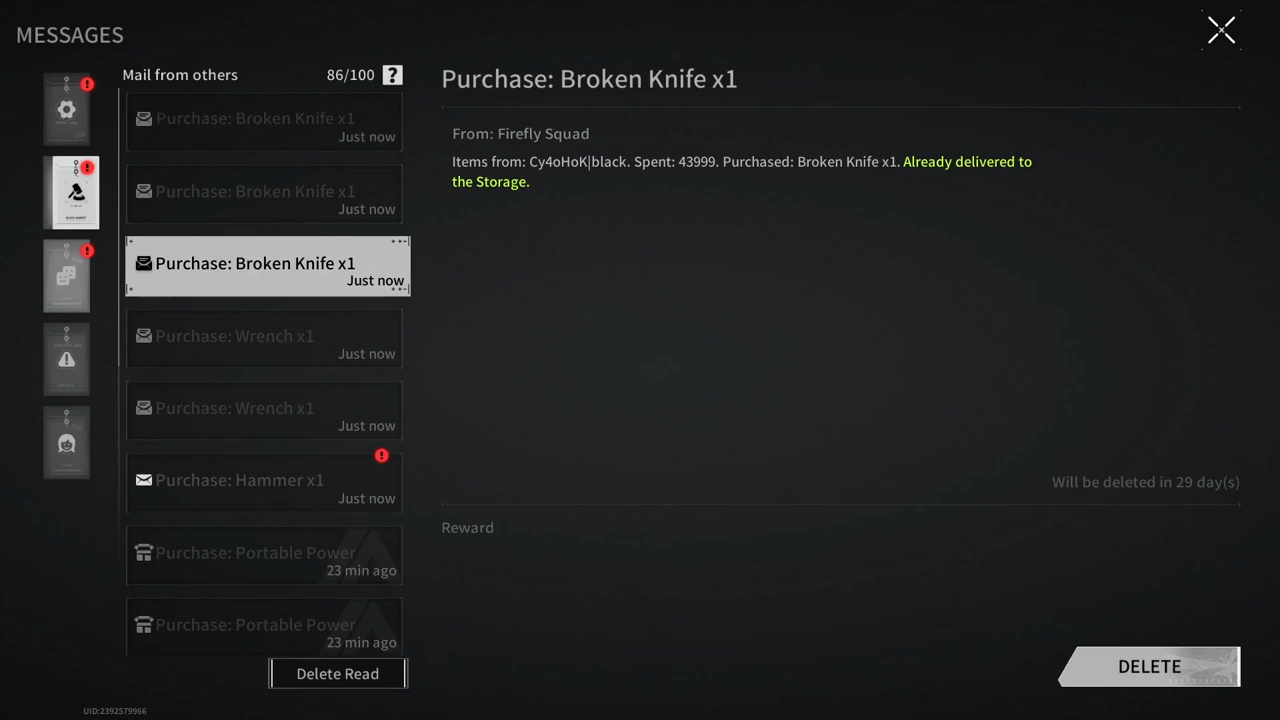 MESSAGES
Mail from others 86/100 ?
Purchase: Broken Knife x1
Just now
Purchase: Broken Knife x1
Just now
Purchase: Broken Knife x1
Just now
Purchase: Wrench x1
Just now
Purchase: Wrench x1
Just now
Purchase: Hammer x1
Just now
Purchase: Portable Power
23 min ago
Purchase: Portable Power
23 min ago
Delete Read
Purchase: Broken Knife x1
From: Firefly Squad
Items from: Cy4oHoK|black. Spent: 43999. Purchased: Broken Knife x1. Already delivered to
the Storage.
Will be deleted in 29 day(s)
Reward
DELETE
UID:2392579966